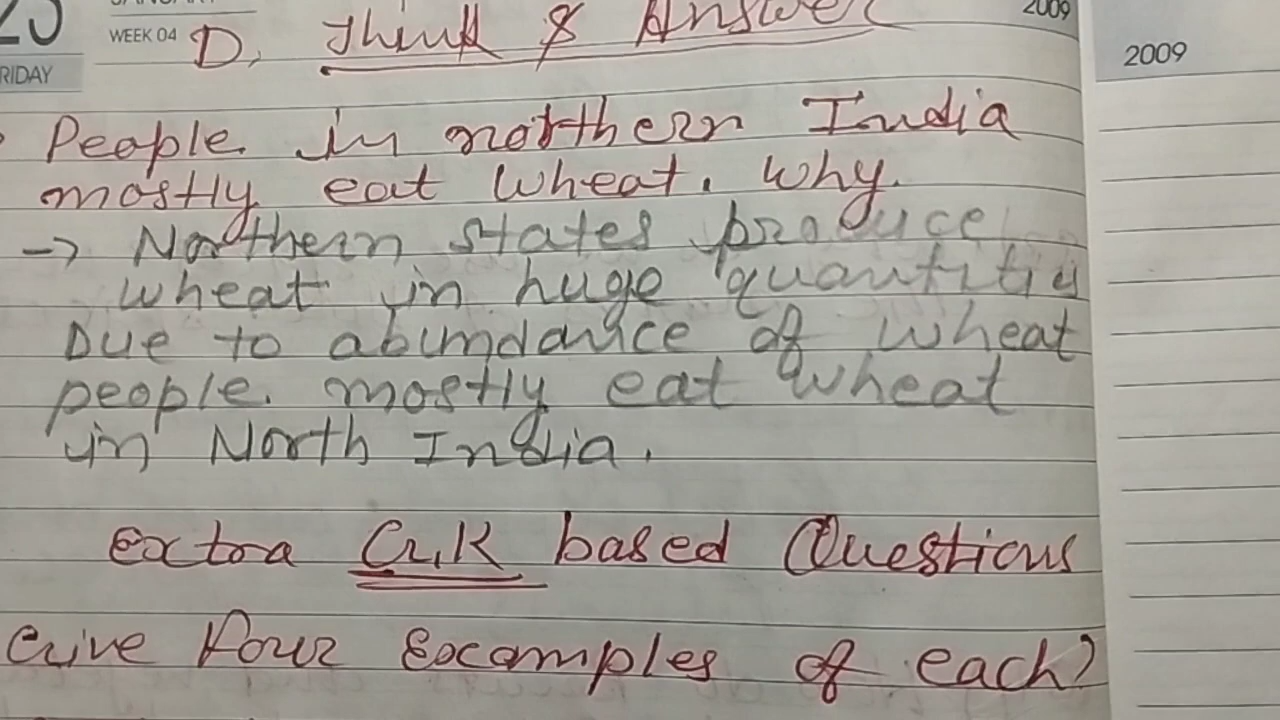 WEEK 04
D. Think & Answer
2009
2009
RIDAY
People in northern India
mostly eat wheat. Why.
-> Northern states produce
wheat in huge quantities
Due to abundance of wheat
people mostly eat wheat
in North India.
Extra G.K based Questions
Give Four Examples of each?